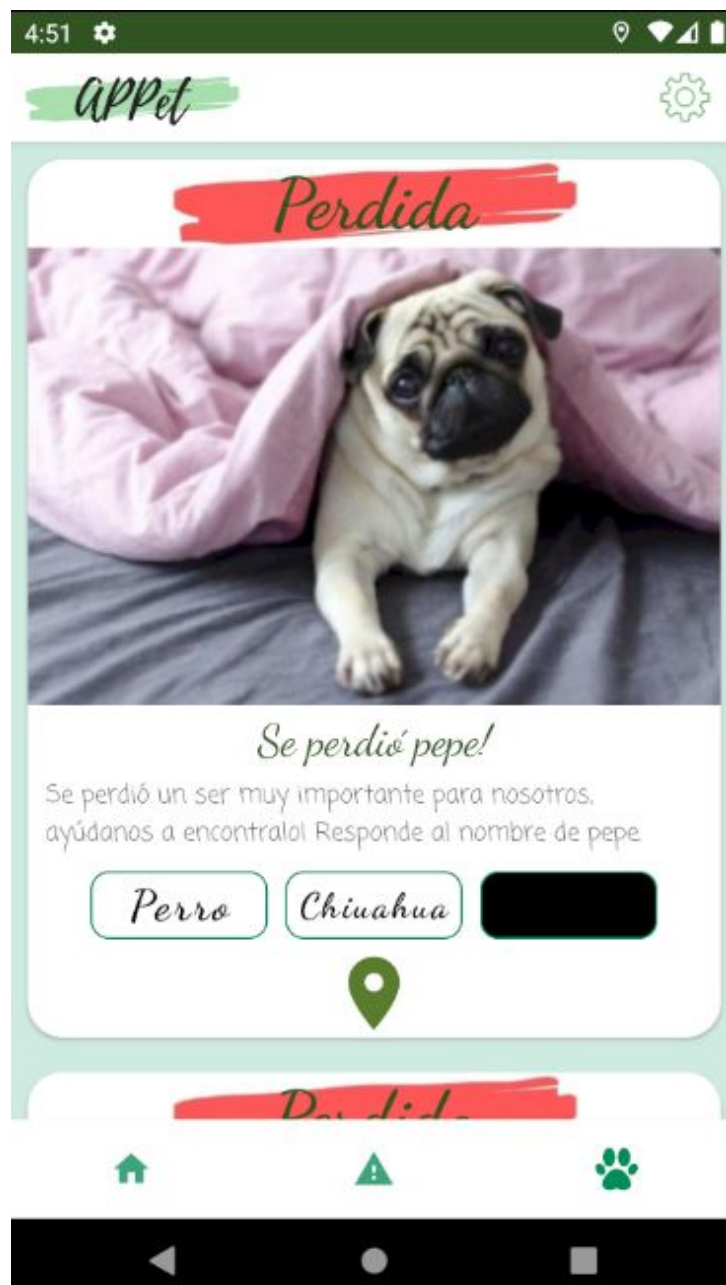 4:51
APPet
Perdida
Se perdió pepe!
Se perdió un ser muy importante para nosotros,
ayúdanos a encontralo! Responde al nombre de pepe
Perro
Chiuahua
Perdida